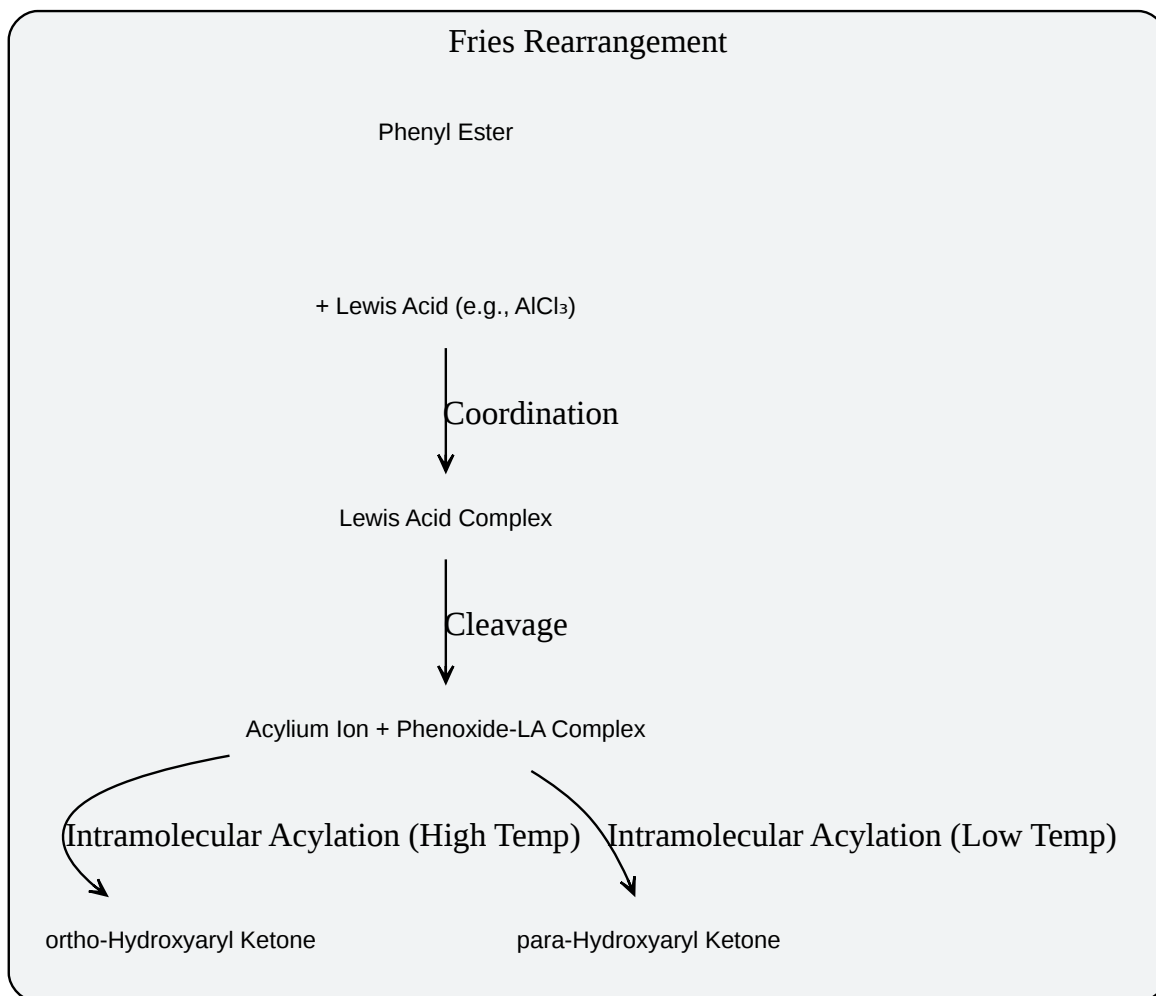 Fries Rearrangement
Phenyl Ester
+ Lewis Acid (e.g., AlCl₃)
Coordination
Lewis Acid Complex
Cleavage
Acylium Ion + Phenoxide-LA Complex
Intramolecular Acylation (High Temp)
Intramolecular Acylation (Low Temp)
ortho-Hydroxyaryl Ketone
para-Hydroxyaryl Ketone